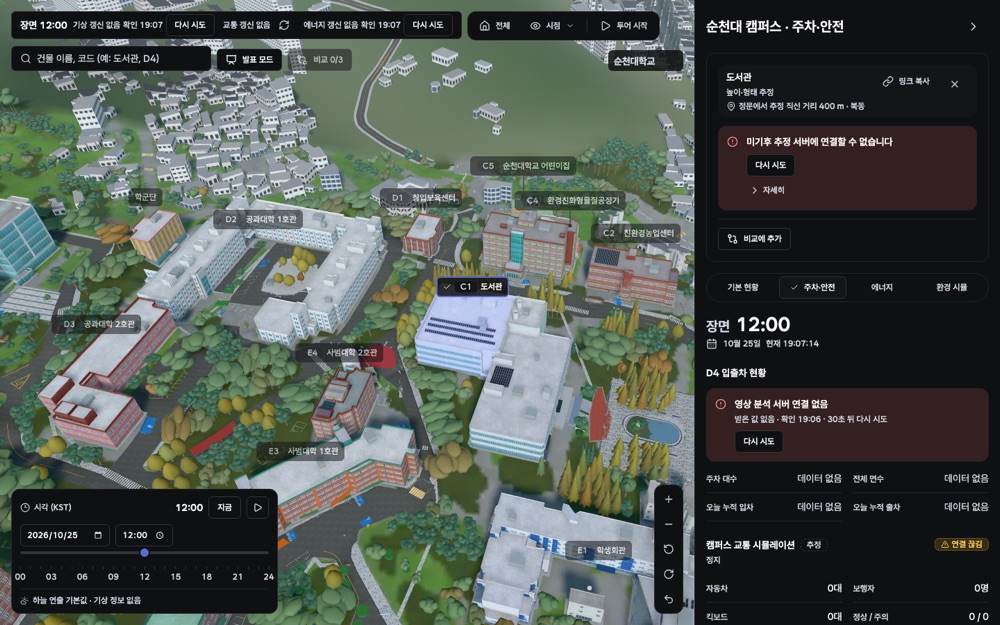 장면 12:00 기상 신호 없음 확인 19:07 다시 시도 교통 갱신 없음 에너지 갱신 없음 확인 19:07 다시 시도
전체 시점 투어 시작
건물 이름, 코드 (예: 도서관, D4)
발표 모드
비교 0/3
순천대학교
C5 순천대학교 어린이집
학군단
D1 창업보육센터
C4 환경친화형물질공정기
D2 공과대학 1호관
C2 친환경농업센터
C1 도서관
D3 공과대학 2호관
E4 사범대학 2호관
E3 사범대학 1호관
E1 학생회관
시각 (KST) 12:00 지금
2026/10/25 12:00
00 03 06 09 12 15 18 21 24
하늘 연출 기본값 · 기상 정보 없음
순천대 캠퍼스 · 주차·안전
도서관
링크 복사
높이·형태 추정
정문에서 추정 직선 거리 400 m · 북동
미기후 추정 서버에 연결할 수 없습니다
다시 시도
자세히
비교에 추가
기본 현황 주차·안전 에너지 환경 시뮬
장면 12:00
10월 25일 현재 19:07:14
D4 입출차 현황
영상 분석 서버 연결 없음
받은 값 없음 · 확인 19:06 · 30초 뒤 다시 시도
다시 시도
주차 대수 데이터 없음 전체 면수 데이터 없음
오늘 누적 입차 데이터 없음 오늘 누적 출차 데이터 없음
캠퍼스 교통 시뮬레이션 추정 연결 끊김
정지
자동차 0대 보행자 0명
킥보드 0대 정상 / 주의 0 / 0